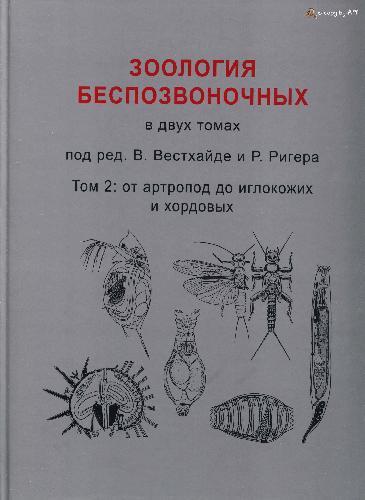 ЗООЛОГИЯ
БЕСПОЗВОНОЧНЫХ
в двух томах
под ред. В. Вестхайде и Р. Ригера
Том 2: от артропод до иглокожих
и хордовых